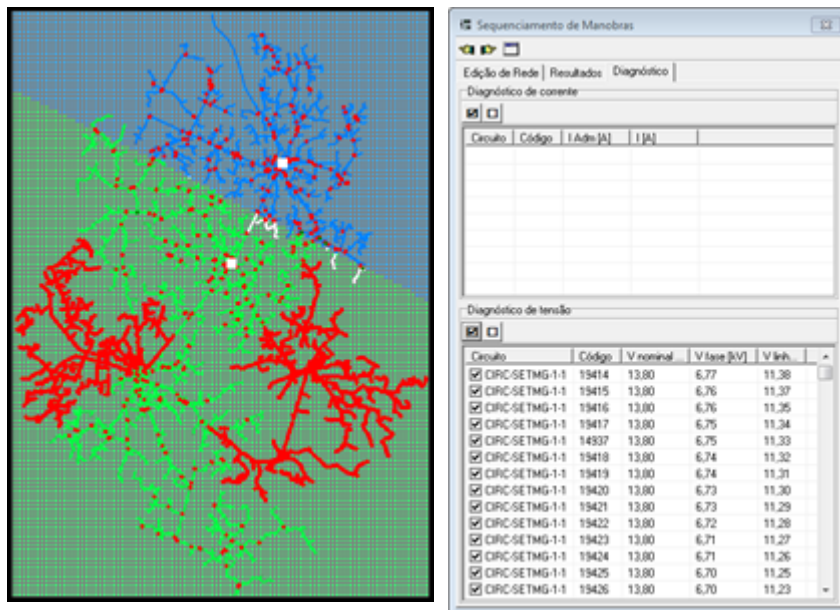 Sequenciamento de Manobras
Edição de Rede Resultados Diagnóstico
Diagnóstico de corrente
Circuito Código I Adm [A] I [A]
Diagnóstico de tensão
Circuito Código V nominal ... V fase [kV] V linh...
CIRC-SETMG-1-1 19414 13,80 6,77 11,38
CIRC-SETMG-1-1 19415 13,80 6,76 11,37
CIRC-SETMG-1-1 19416 13,80 6,76 11,35
CIRC-SETMG-1-1 19417 13,80 6,75 11,34
CIRC-SETMG-1-1 14937 13,80 6,75 11,33
CIRC-SETMG-1-1 19418 13,80 6,74 11,32
CIRC-SETMG-1-1 19419 13,80 6,74 11,31
CIRC-SETMG-1-1 19420 13,80 6,73 11,30
CIRC-SETMG-1-1 19421 13,80 6,73 11,29
CIRC-SETMG-1-1 19422 13,80 6,72 11,28
CIRC-SETMG-1-1 19423 13,80 6,71 11,27
CIRC-SETMG-1-1 19424 13,80 6,71 11,26
CIRC-SETMG-1-1 19425 13,80 6,70 11,25
CIRC-SETMG-1-1 19426 13,80 6,70 11,23